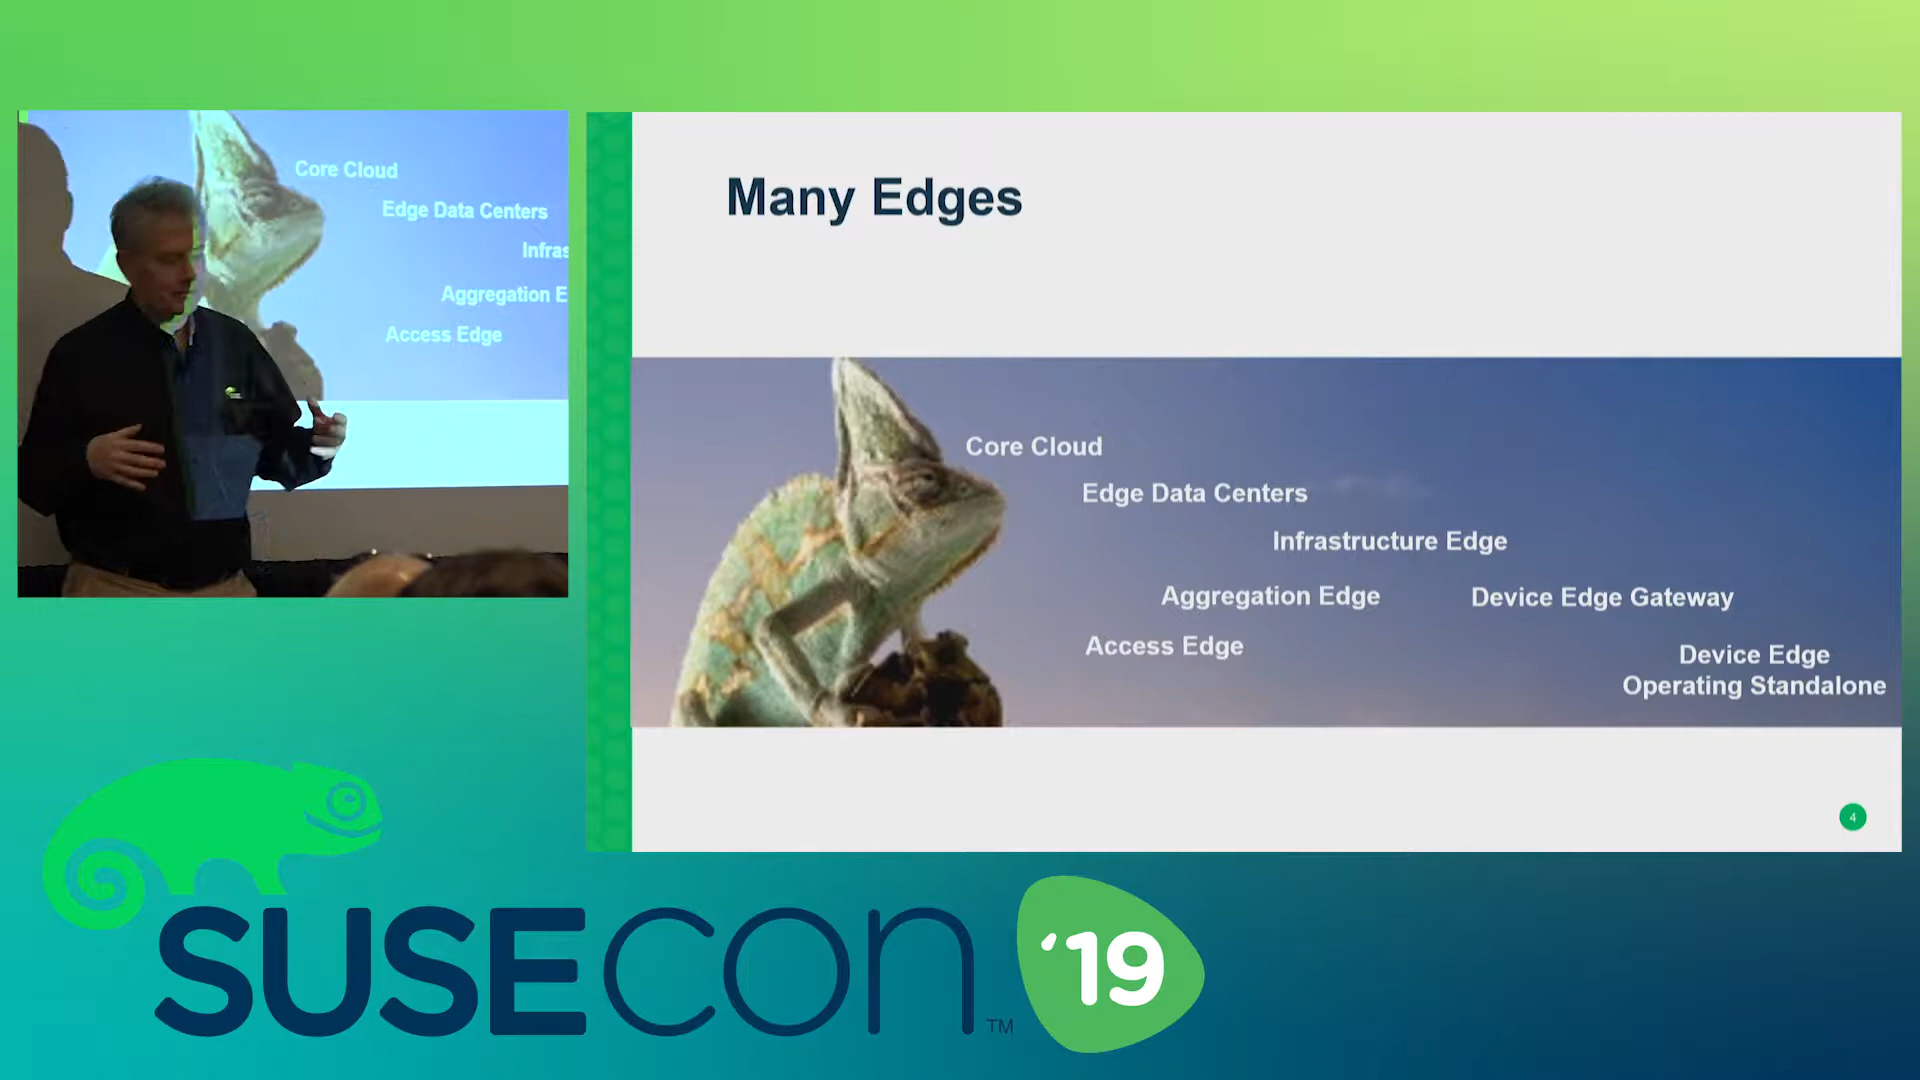 Core Cloud
Edge Data Centers
Infras
Aggregation E
Access Edge
Many Edges
Core Cloud
Edge Data Centers
Infrastructure Edge
Aggregation Edge
Device Edge Gateway
Access Edge
Device Edge
Operating Standalone
4
SUSECON
TM
'19